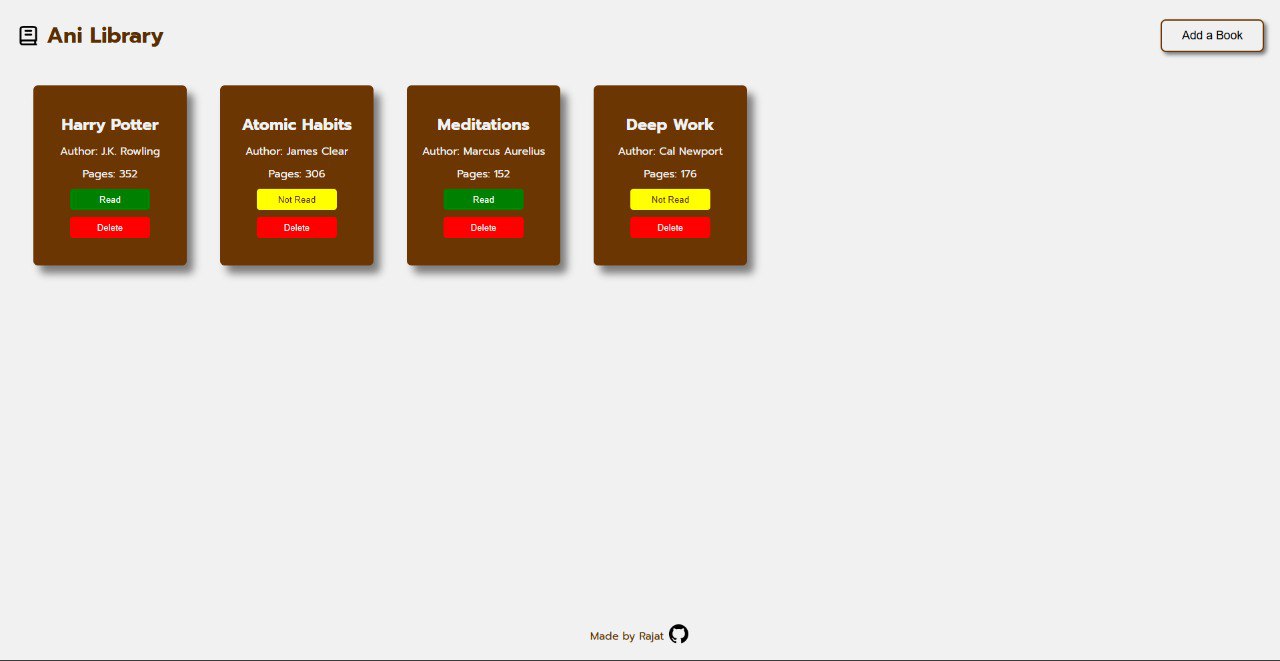 Ani Library
Add a Book
Harry Potter
Author: J.K. Rowling
Pages: 352
Read
Delete
Atomic Habits
Author: James Clear
Pages: 306
Not Read
Delete
Meditations
Author: Marcus Aurelius
Pages: 152
Read
Delete
Deep Work
Author: Cal Newport
Pages: 176
Not Read
Delete
Made by Rajat